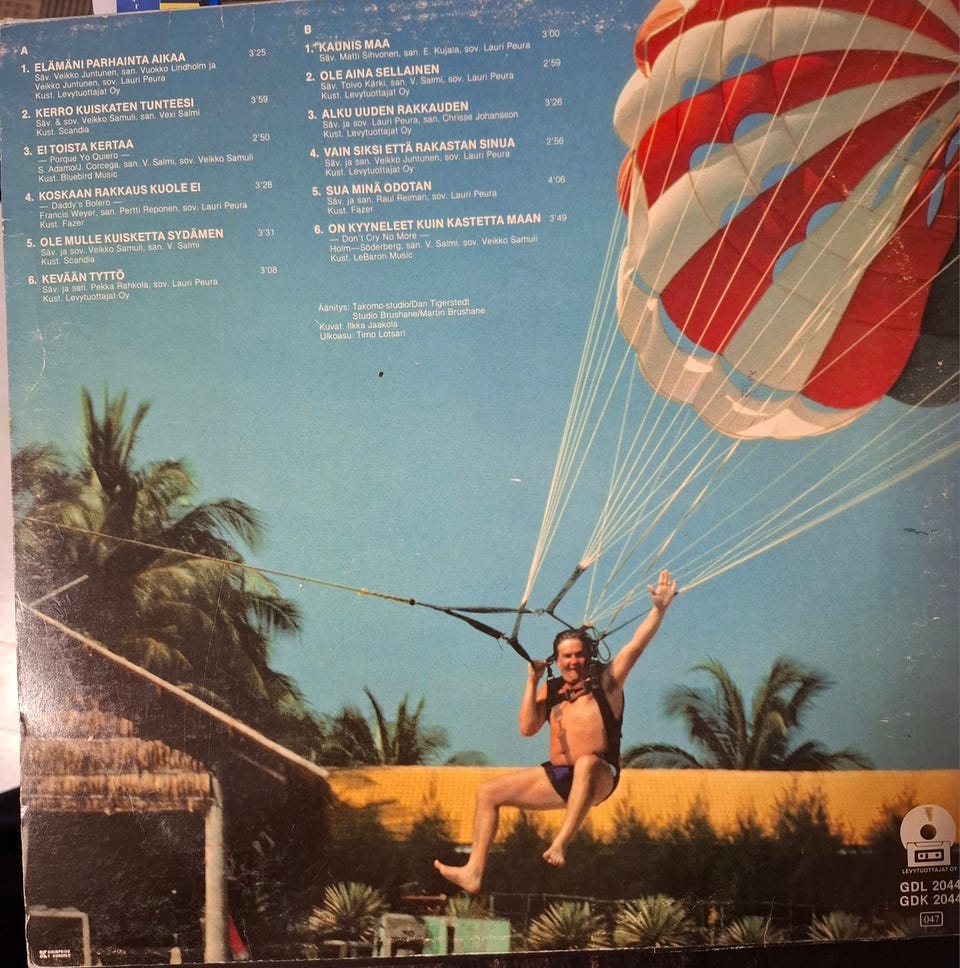 A
1. ELÄMÄNI PARHAINTA AIKAA 3'25
Säv. Veikko Juntunen, san. Vuokko Lindholm ja
Veikko Juntunen, sov. Lauri Peura
Kust. Levytuottajat Oy
2. KERRO KUISKATEN TUNTEESI 3'59
Säv. & sov. Veikko Samuli, san. Vexi Salmi
Kust. Scandia
3. EI TOISTA KERTAA 2'50
— Porque Yo Quiero —
S. Adamo/J. Corcega, san. V. Salmi, sov. Veikko Samuli
Kust. Bluebird Music
4. KOSKAAN RAKKAUS KUOLE EI 3'28
— Daddy's Bolero —
Francis Weyer, san. Pertti Reponen, sov. Lauri Peura
Kust. Fazer
5. OLE MULLE KUISKETTA SYDÄMEN 3'31
Säv. ja sov. Veikko Samuli, san. V. Salmi
Kust. Scandia
6. KEVÄÄN TYTTÖ 3'08
Säv. ja san. Pekka Rahkola, sov. Lauri Peura
Kust. Levytuottajat Oy
B
1. KAUNIS MAA 3'00
Säv. Matti Sihvonen, san. E. Kujala, sov. Lauri Peura
2. OLE AINA SELLAINEN 2'59
Säv. Toivo Kärki, san. V. Salmi, sov. Lauri Peura
Kust. Levytuottajat Oy
3. ALKU UUDEN RAKKAUDEN 3'26
Säv. ja sov. Lauri Peura, san. Chrisse Johansson
Kust. Levytuottajat Oy
4. VAIN SIKSI ETTÄ RAKASTAN SINUA 2'56
Säv. ja san. Veikko Juntunen, sov. Lauri Peura
Kust. Levytuottajat Oy
5. SUA MINÄ ODOTAN 4'06
Säv. ja san. Raul Reiman, sov. Lauri Peura
Kust. Fazer
6. ON KYYNELEET KUIN KASTETTA MAAN 3'49
— Don't Cry No More —
Holm—Söderberg, san. V. Salmi, sov. Veikko Samuli
Kust. LeBaron Music
Äänitys: Takomo-studio/Dan Tigerstedt
Studio Brushane/Martin Brushane
Kuvat: Ilkka Jaakola
Ulkoasu: Timo Lotsari
LEVYTUOTTAJAT OY
GDL 2044
GDK 2044
047